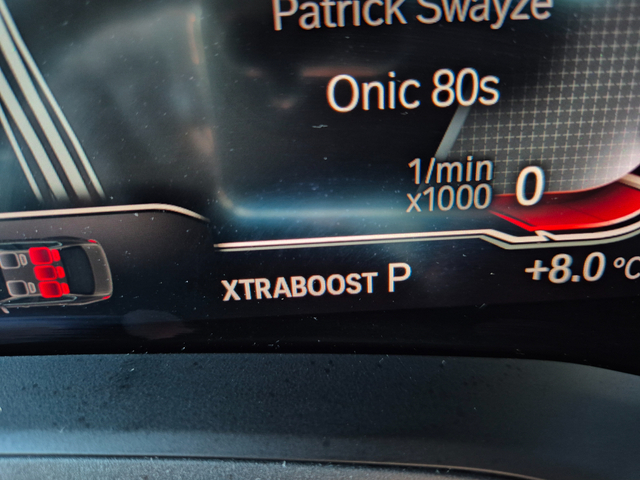 Patrick Swayze
Onic 80s
1/min
x1000
0
XTRABOOST P
+8.0 °C